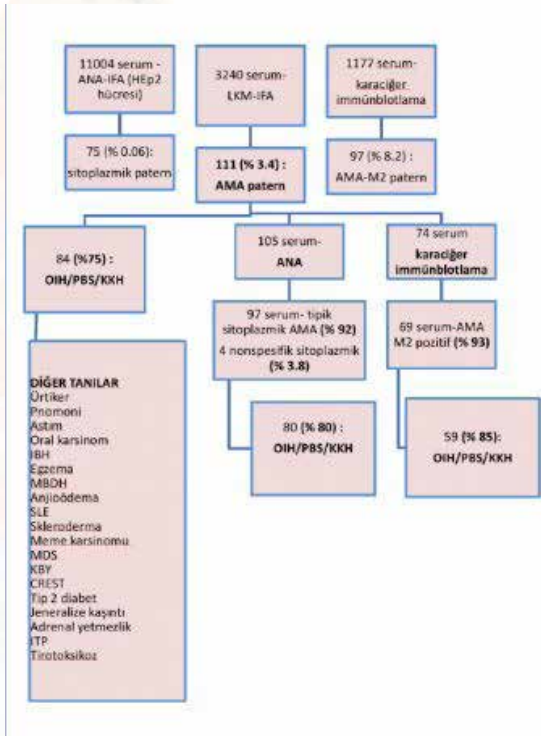 11004 serum -
ANA-IFA (HEp2
hücresi)
3240 serum-
LKM-IFA
1177 serum-
karaciğer
immünblotlama
75 (% 0.06):
sitoplazmik patern
111 (% 3.4) :
AMA patern
97 (% 8.2) :
AMA-M2 patern
84 (%75) :
OIH/PBS/KKH
105 serum-
ANA
74 serum
karaciğer
immünblotlama
97 serum- tipik
sitoplazmik AMA (% 92)
4 nonspesifik sitoplazmik
(% 3.8)
69 serum-AMA
M2 pozitif (% 93)
80 (% 80) :
OIH/PBS/KKH
59 (% 85):
OIH/PBS/KKH
DİĞER TANILAR
Ürtiker
Pnomoni
Astım
Oral karsinom
IBH
Egzema
MBDH
Anjioödema
SLE
Skleroderma
Meme karsinomu
MDS
KBY
CREST
Tip 2 diabet
Jeneralize kaşıntı
Adrenal yetmezlik
ITP
Tirotoksikoz